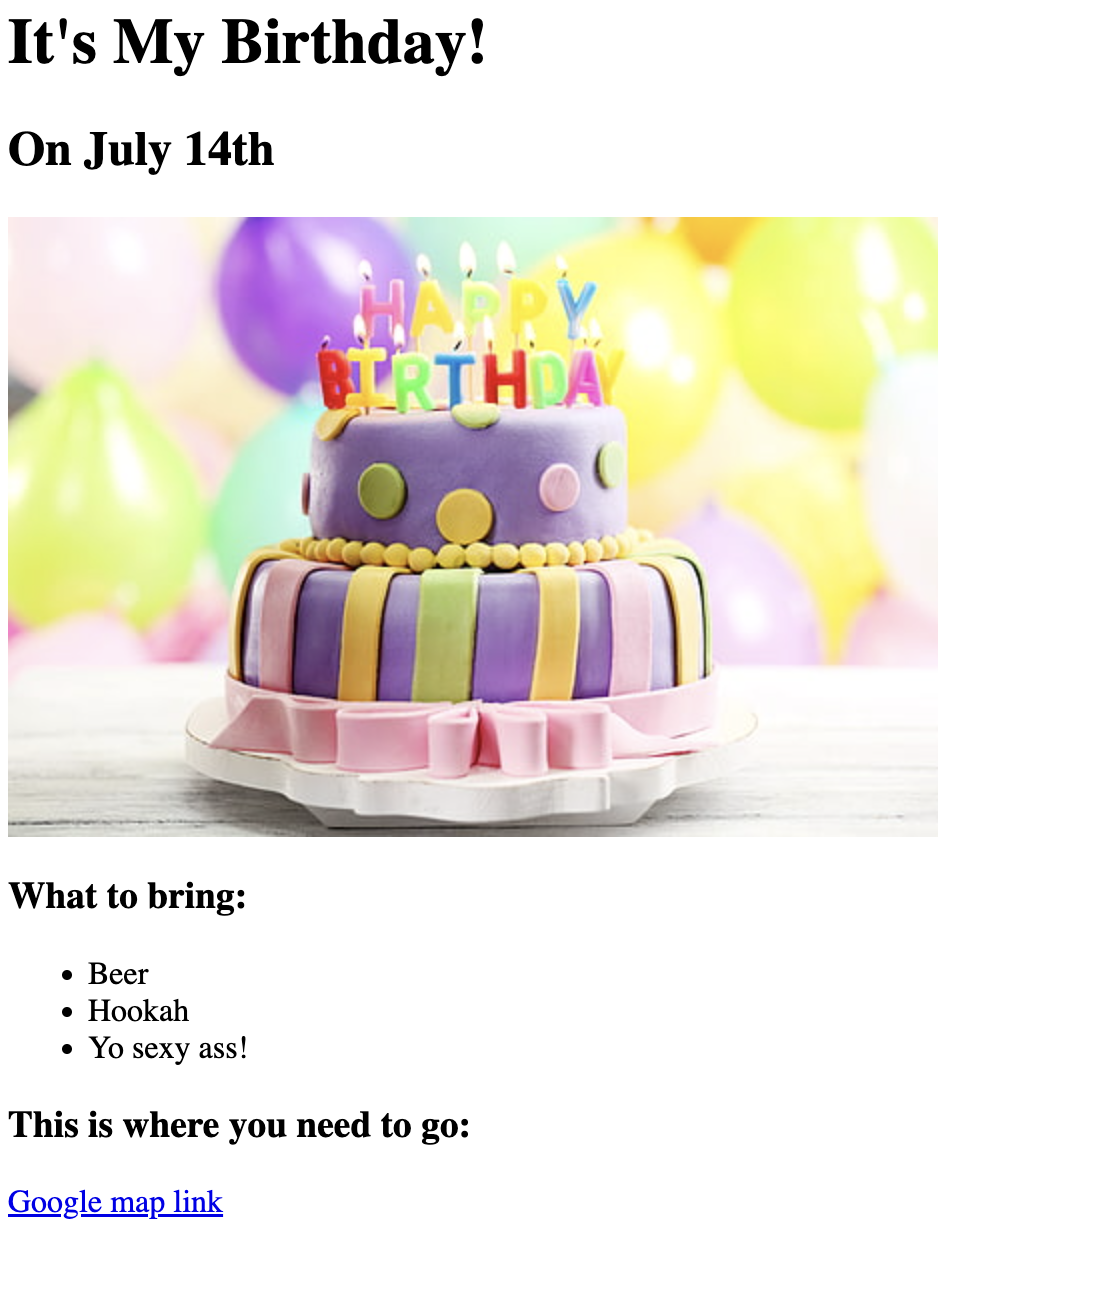 It's My Birthday!
On July 14th
HAPPY
BIRTHDAY
What to bring:
Beer
Hookah
Yo sexy ass!
This is where you need to go:
Google map link